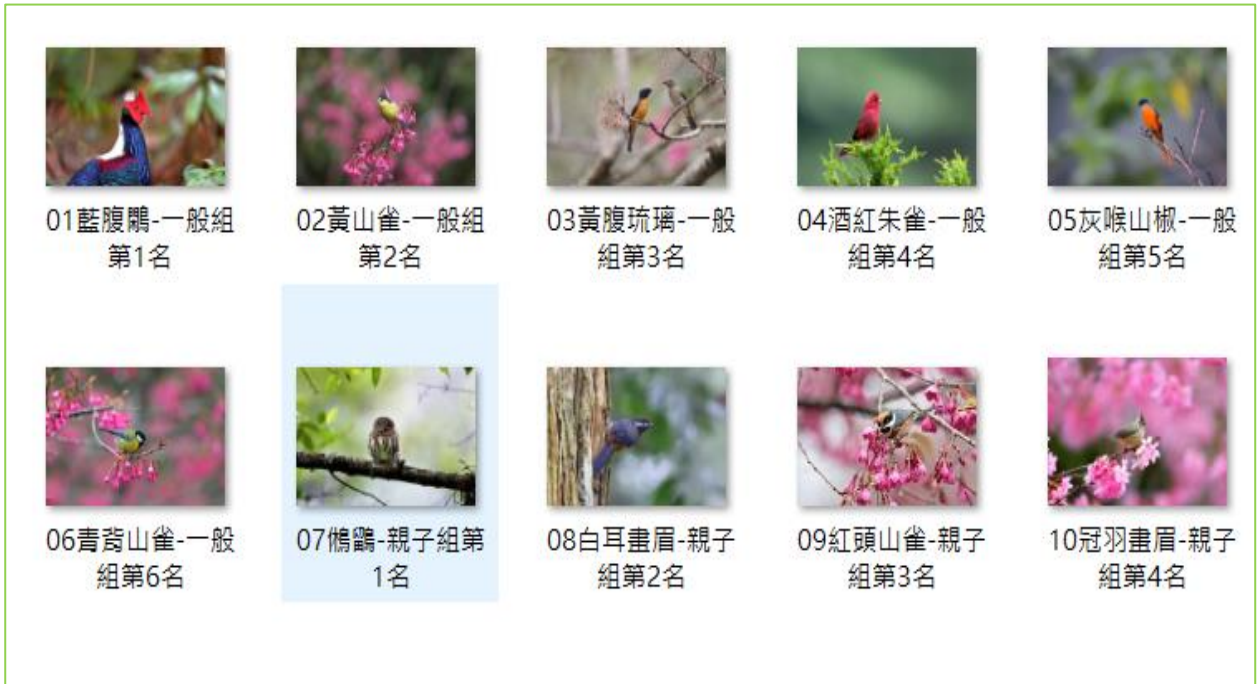 01藍腹鷴-一般組
第1名
02黃山雀-一般組
第2名
03黃腹琉璃-一般
組第3名
04酒紅朱雀-一般
組第4名
05灰喉山椒-一般
組第5名
06青背山雀-一般
組第6名
07鵂鶹-親子組第
1名
08白耳畫眉-親子
組第2名
09紅頭山雀-親子
組第3名
10冠羽畫眉-親子
組第4名